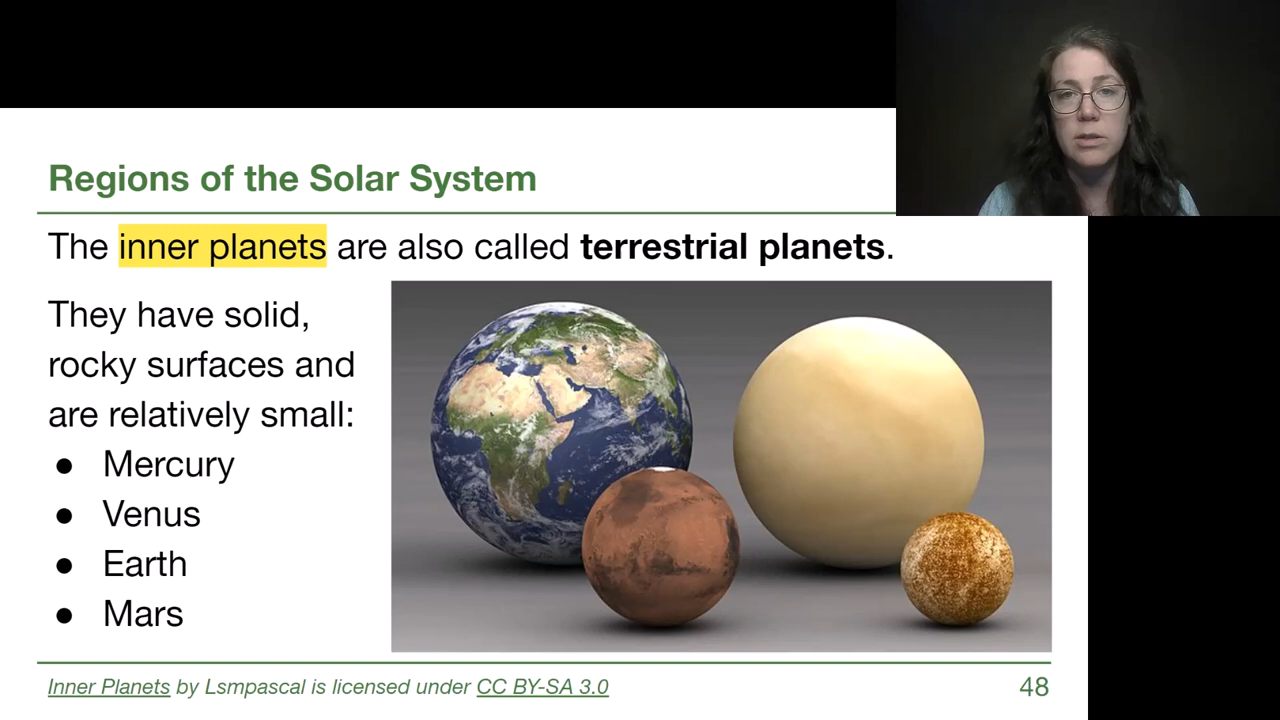 Regions of the Solar System
The inner planets are also called terrestrial planets.
They have solid,
rocky surfaces and
are relatively small:
● Mercury
● Venus
● Earth
● Mars
Inner Planets by Lsmpascal is licensed under CC BY-SA 3.0
48